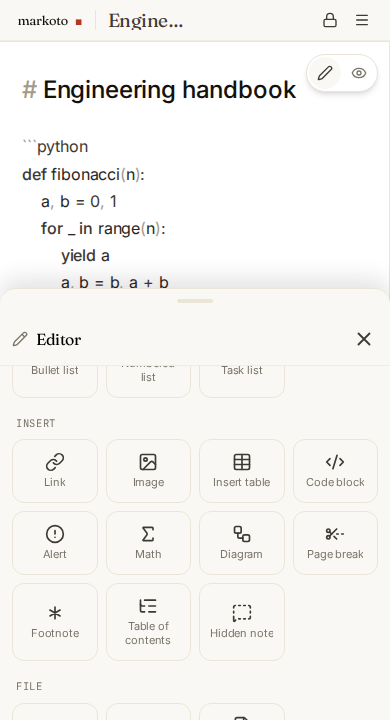 markoto
Engine...
# Engineering handbook
```python
def fibonacci(n):
a, b = 0, 1
for _ in range(n):
yield a
a, b = b, a + b
Editor
Bullet list
Numbered list
Task list
INSERT
Link
Image
Insert table
Code block
Alert
Math
Diagram
Page break
Footnote
Table of
contents
Hidden note
FILE